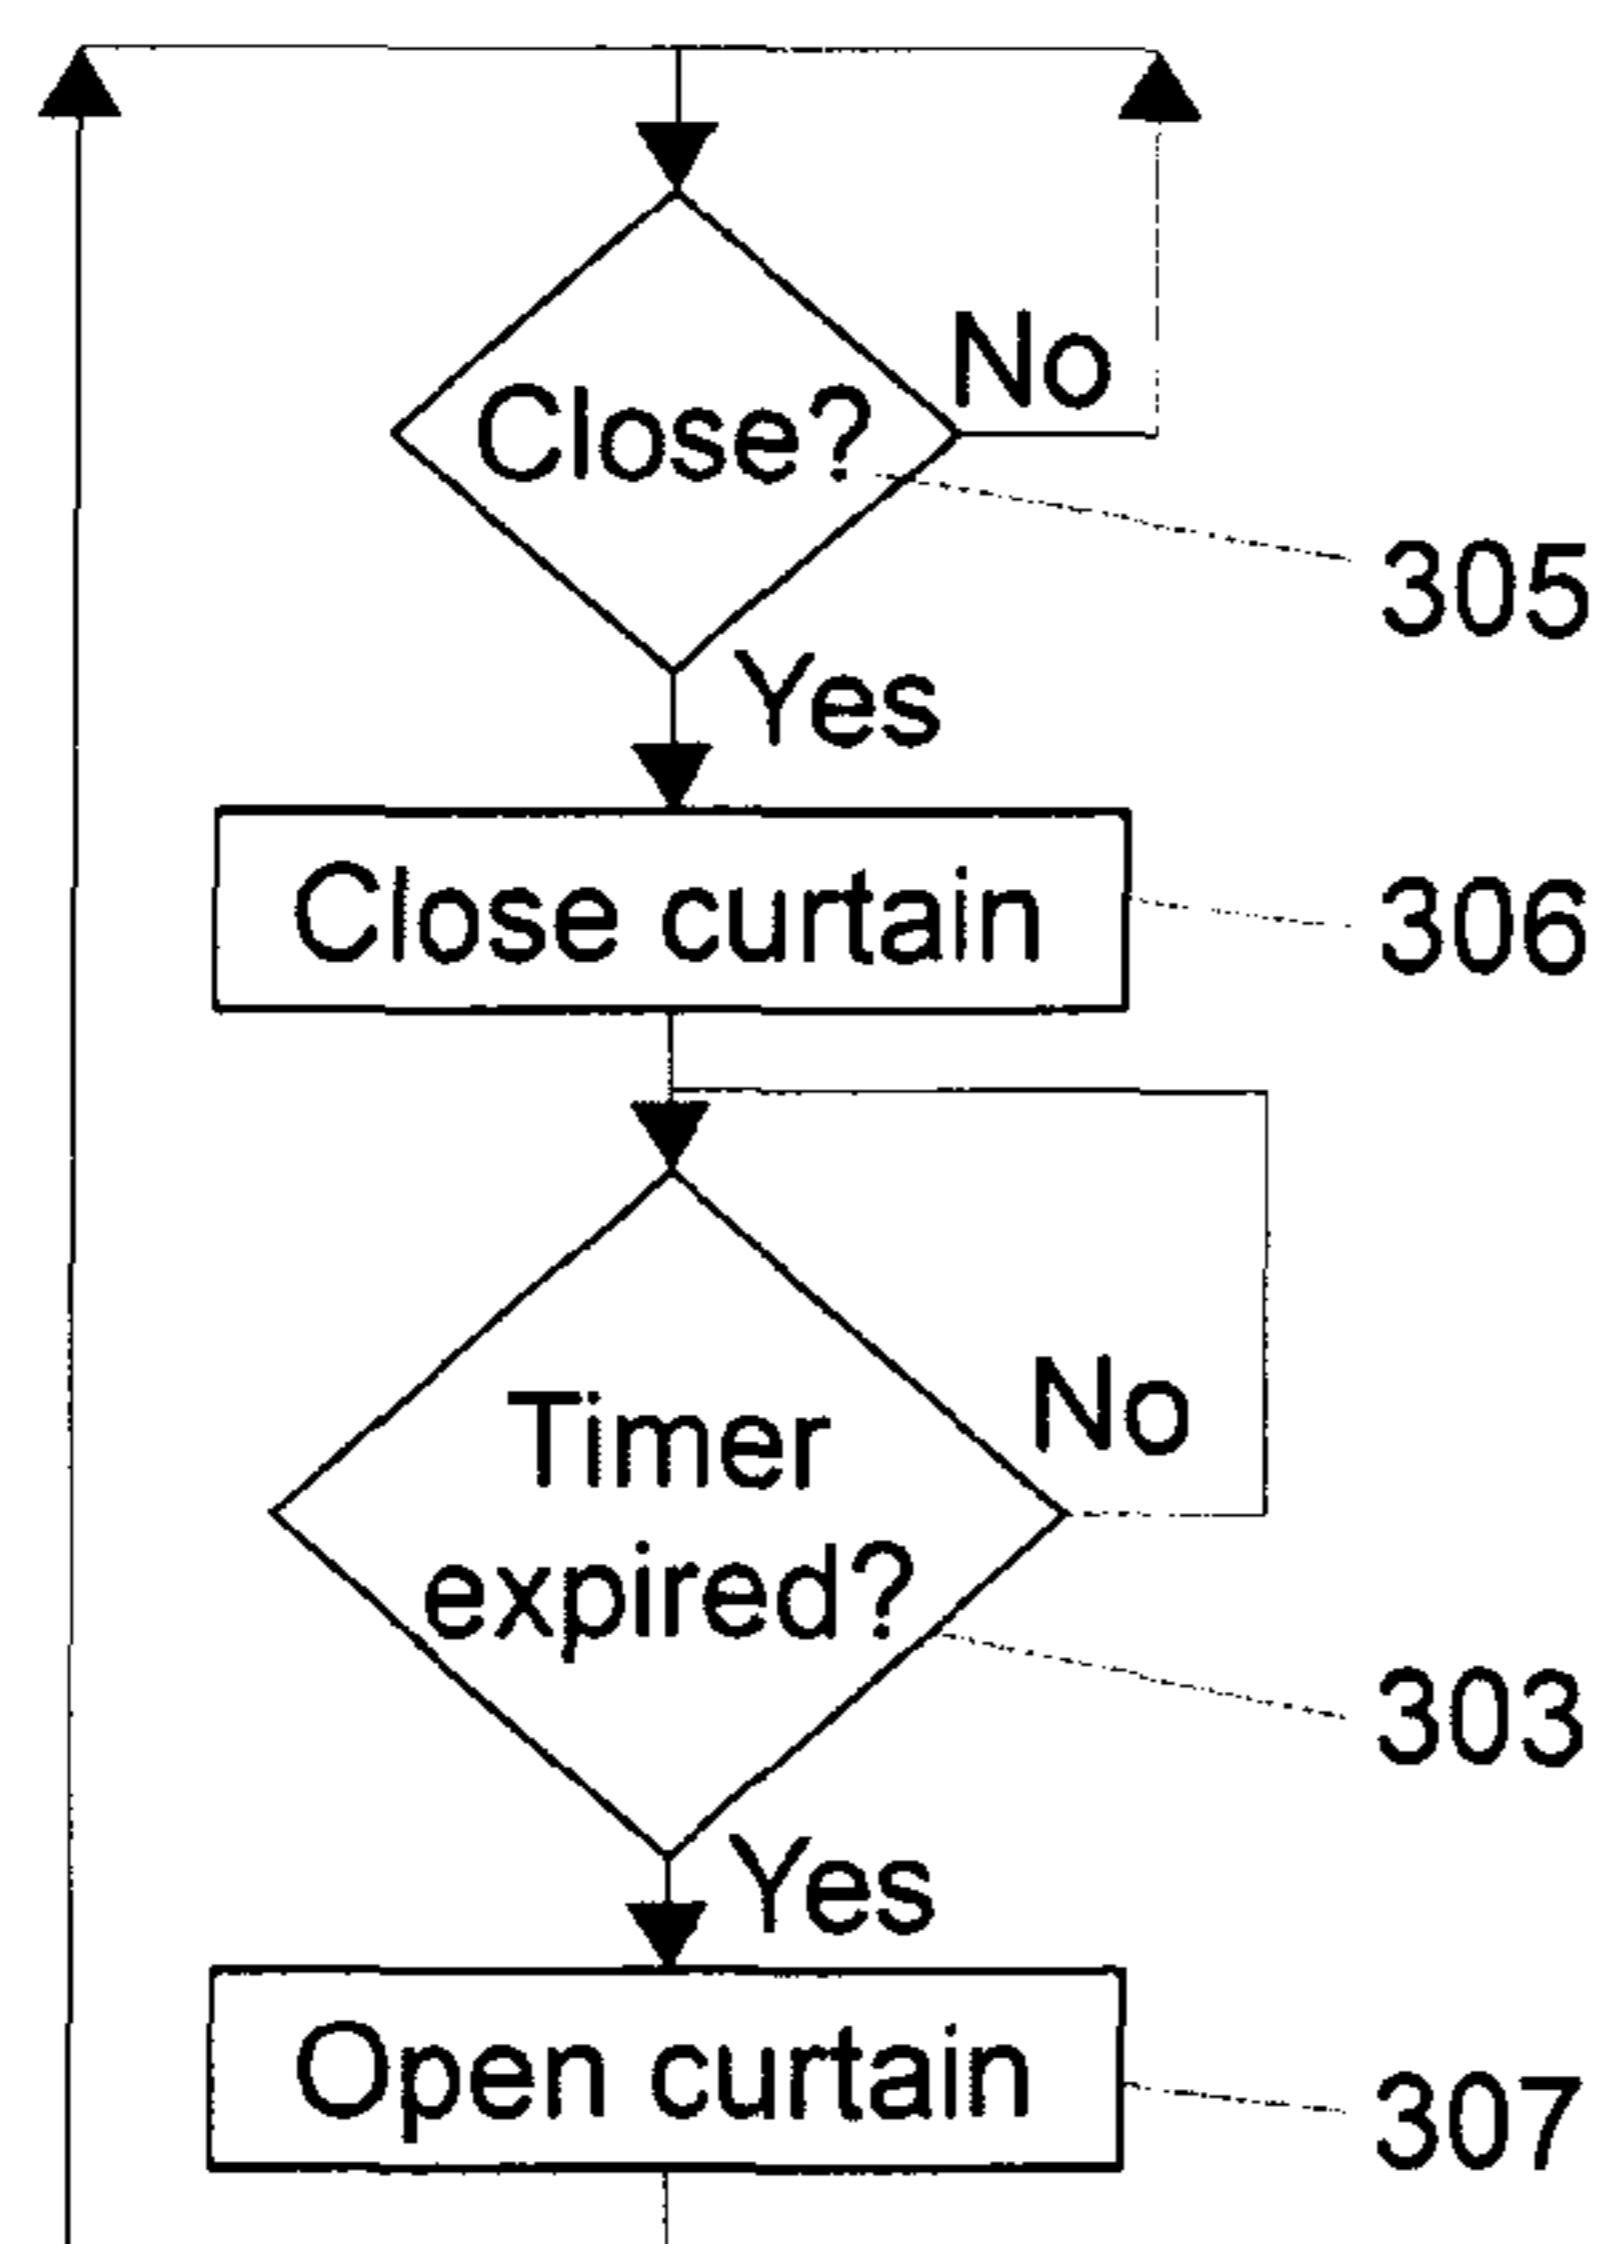 No
Close?
305
Yes
Close curtain
306
No
Timer
expired?
303
Yes
Open curtain
307